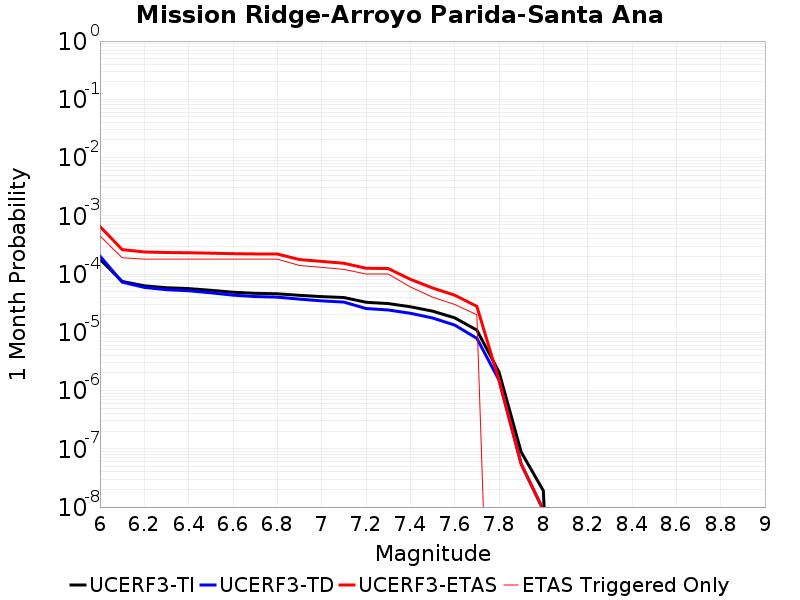 Mission Ridge-Arroyo Parida-Santa Ana
1 Month Probability
10^0
10^-1
10^-2
10^-3
10^-4
10^-5
10^-6
10^-7
10^-8
6 6.2 6.4 6.6 6.8 7 7.2 7.4 7.6 7.8 8 8.2 8.4 8.6 8.8 9
Magnitude
UCERF3-TI UCERF3-TD UCERF3-ETAS ETAS Triggered Only